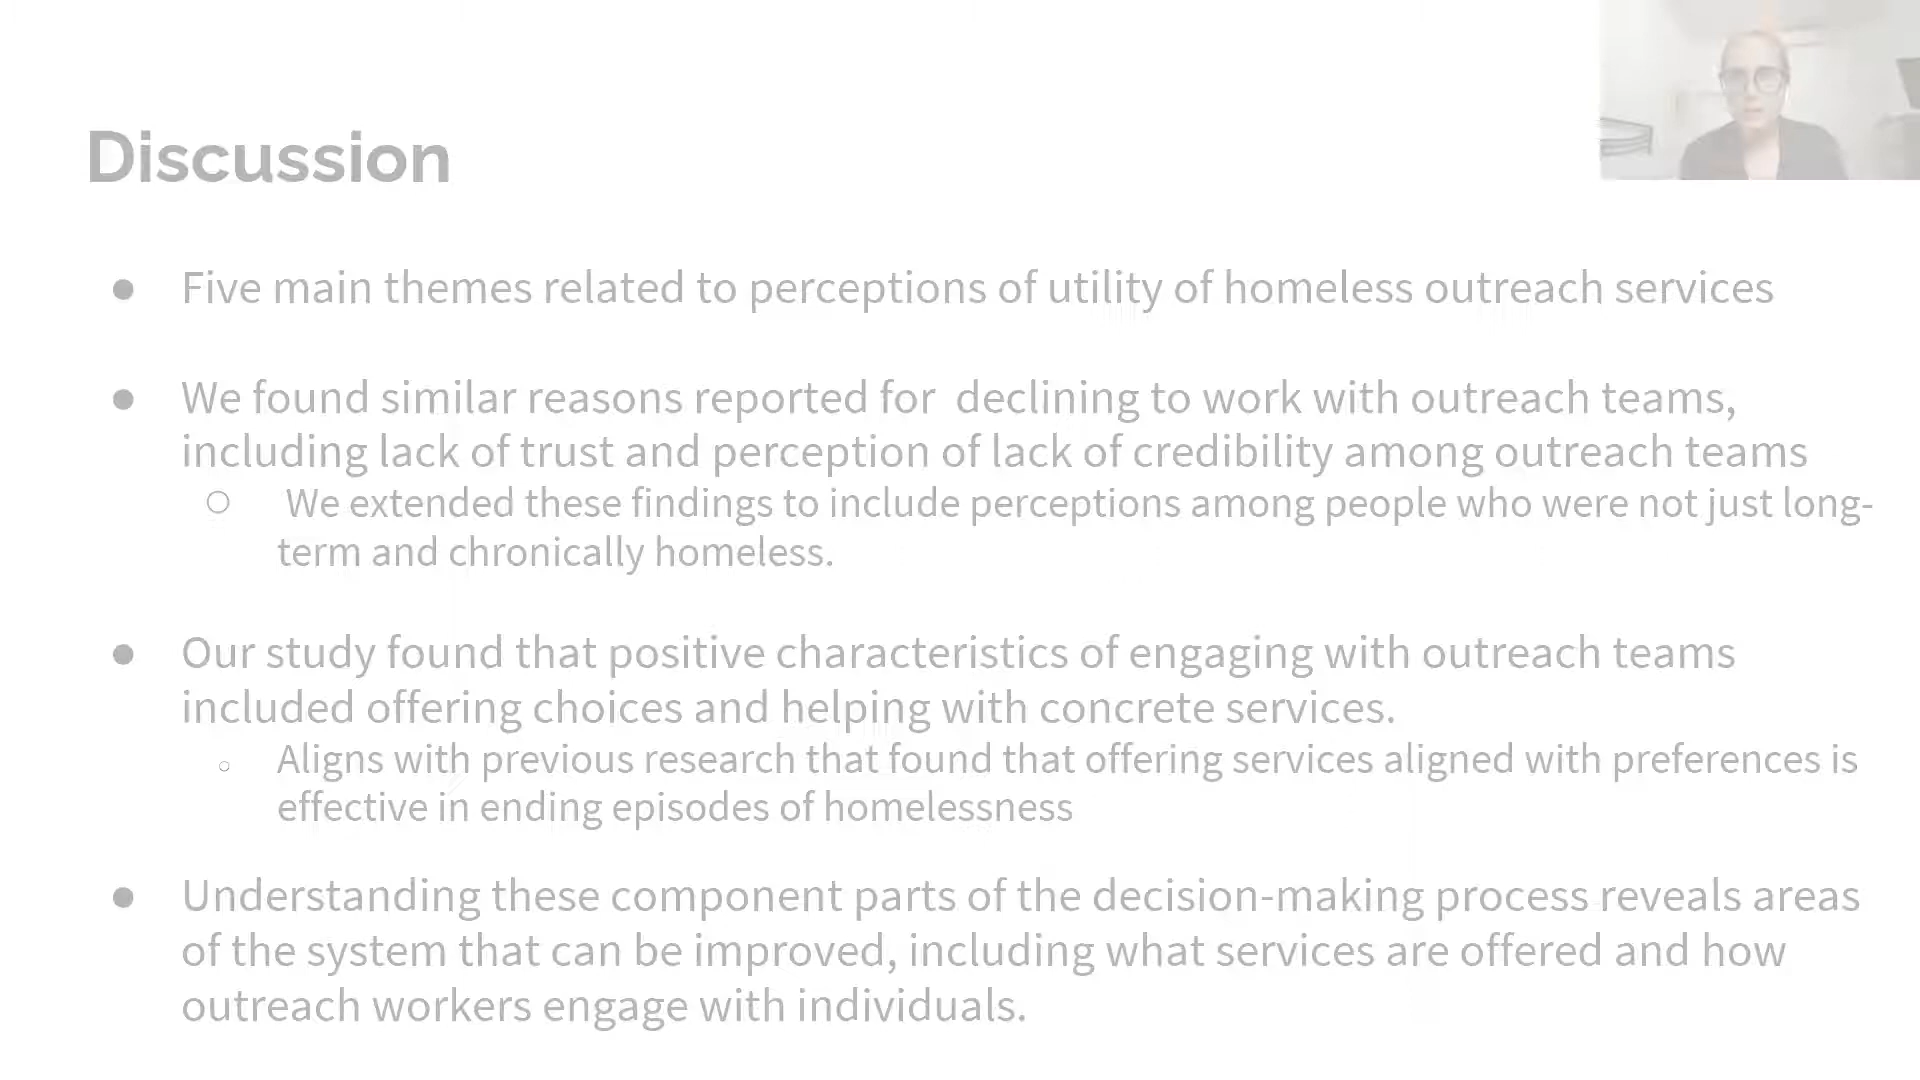 Discussion
● Five main themes related to perceptions of utility of homeless outreach services
● We found similar reasons reported for  declining to work with outreach teams,
including lack of trust and perception of lack of credibility among outreach teams
○ We extended these findings to include perceptions among people who were not just long-
term and chronically homeless.
● Our study found that positive characteristics of engaging with outreach teams
included offering choices and helping with concrete services.
○ Aligns with previous research that found that offering services aligned with preferences is
effective in ending episodes of homelessness
● Understanding these component parts of the decision-making process reveals areas
of the system that can be improved, including what services are offered and how
outreach workers engage with individuals.